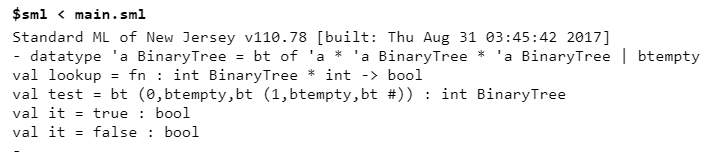 $sml < main.sml
Standard ML of New Jersey v110.78 [built: Thu Aug 31 03:45:42 2017]
- datatype 'a BinaryTree = bt of 'a * 'a BinaryTree * 'a BinaryTree | btempty
val lookup = fn : int BinaryTree * int -> bool
val test = bt (0,btempty,bt (1,btempty,bt #)) : int BinaryTree
val it = true : bool
val it = false : bool
-